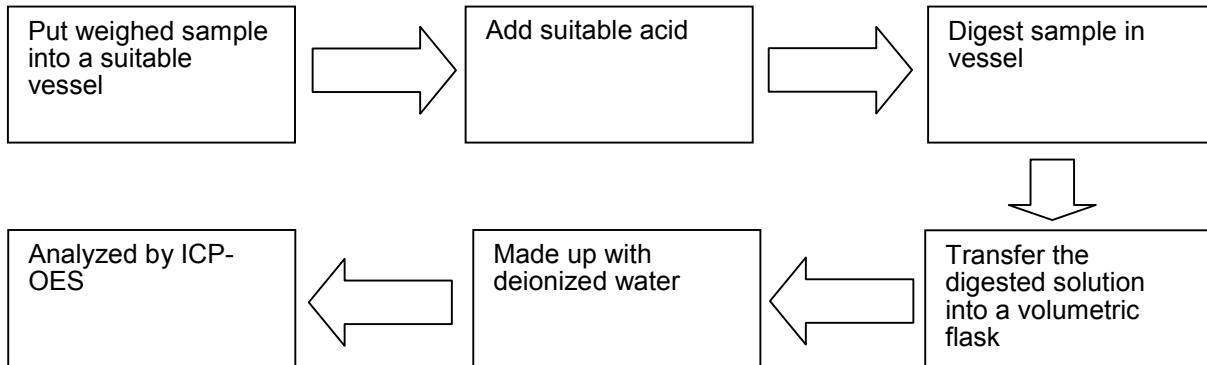 Put weighed sample
into a suitable
vessel
Add suitable acid
Digest sample in
vessel
Transfer the
digested solution
into a volumetric
flask
Made up with
deionized water
Analyzed by ICP-
OES